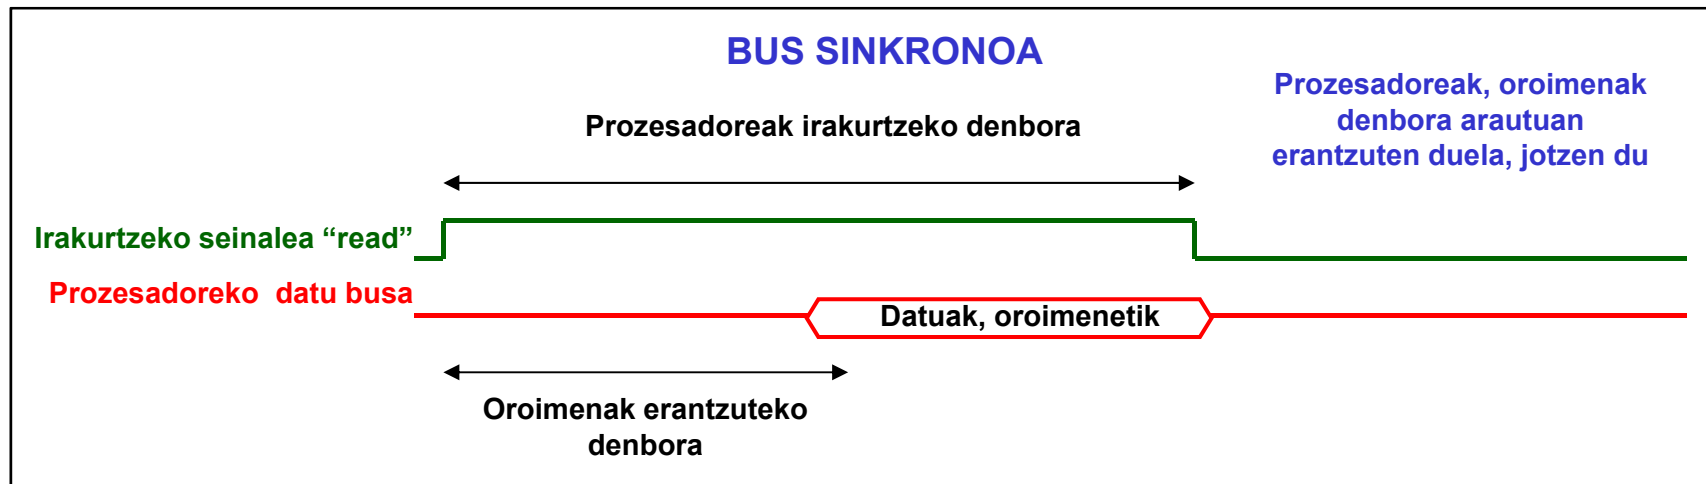 BUS SINKRONOA
Prozesadoreak, oroimenak
denbora arautuan
erantzuten duela, jotzen du
Prozesadoreak irakurtzeko denbora
Irakurtzeko seinalea “read”
Prozesadoreko datu busa
Datuak, oroimenetik
Oroimenak erantzuteko
denbora